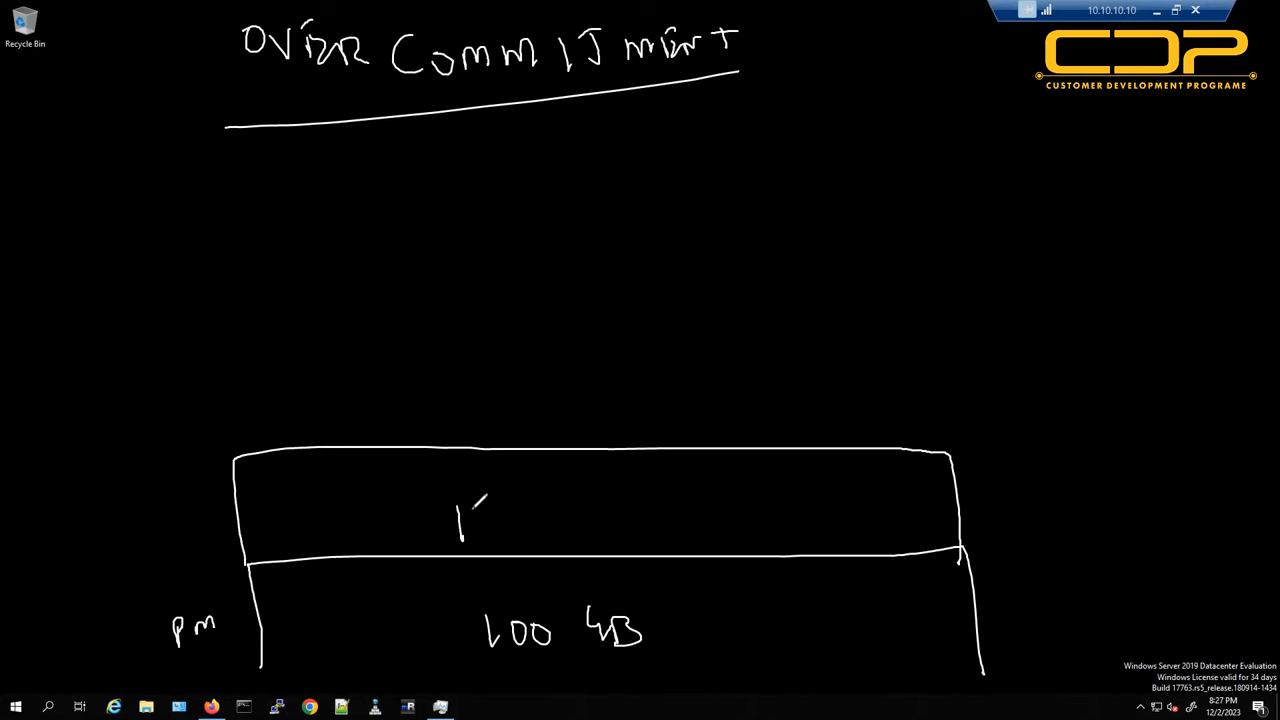 Recycle Bin
10.10.10.10
OVER COMMITMENT
CDP
CUSTOMER DEVELOPMENT PROGRAME
PM
100 GB
Windows Server 2019 Datacenter Evaluation
Windows License valid for 34 days
Build 17763.rs5_release.180914-1434
8:27 PM
12/2/2023